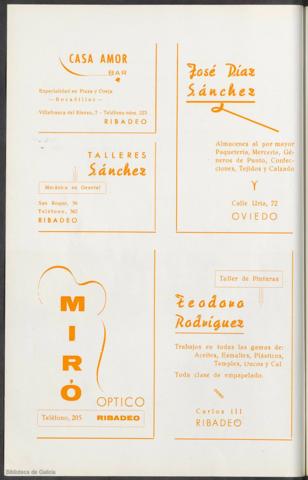 CASA AMOR
BAR
Especialidad en Pizza y Oreja
— Bocadillos —
Villafranca del Bierzo, 7 - Teléfono núm. 223
RIBADEO
TALLERES
Sánchez
Mecánica en General
San Roque, 36
Teléfono, 362
RIBADEO
MIRÓ
OPTICO
Teléfono, 205 RIBADEO
José Díaz
Sánchez
Almacenes al por mayor
Paquetería, Mercería, Gé-
neros de Punto, Confec-
ciones, Tejidos y Calzado
Calle Uría, 72
OVIEDO
Taller de Pinturas
Teodoro
Rodríguez
Trabajos en todas las gamas de:
Aceites, Esmaltes, Plásticos,
Temples, Ducos y Cal
Toda clase de empapelado.
Carlos III
RIBADEO
Biblioteca de Galicia